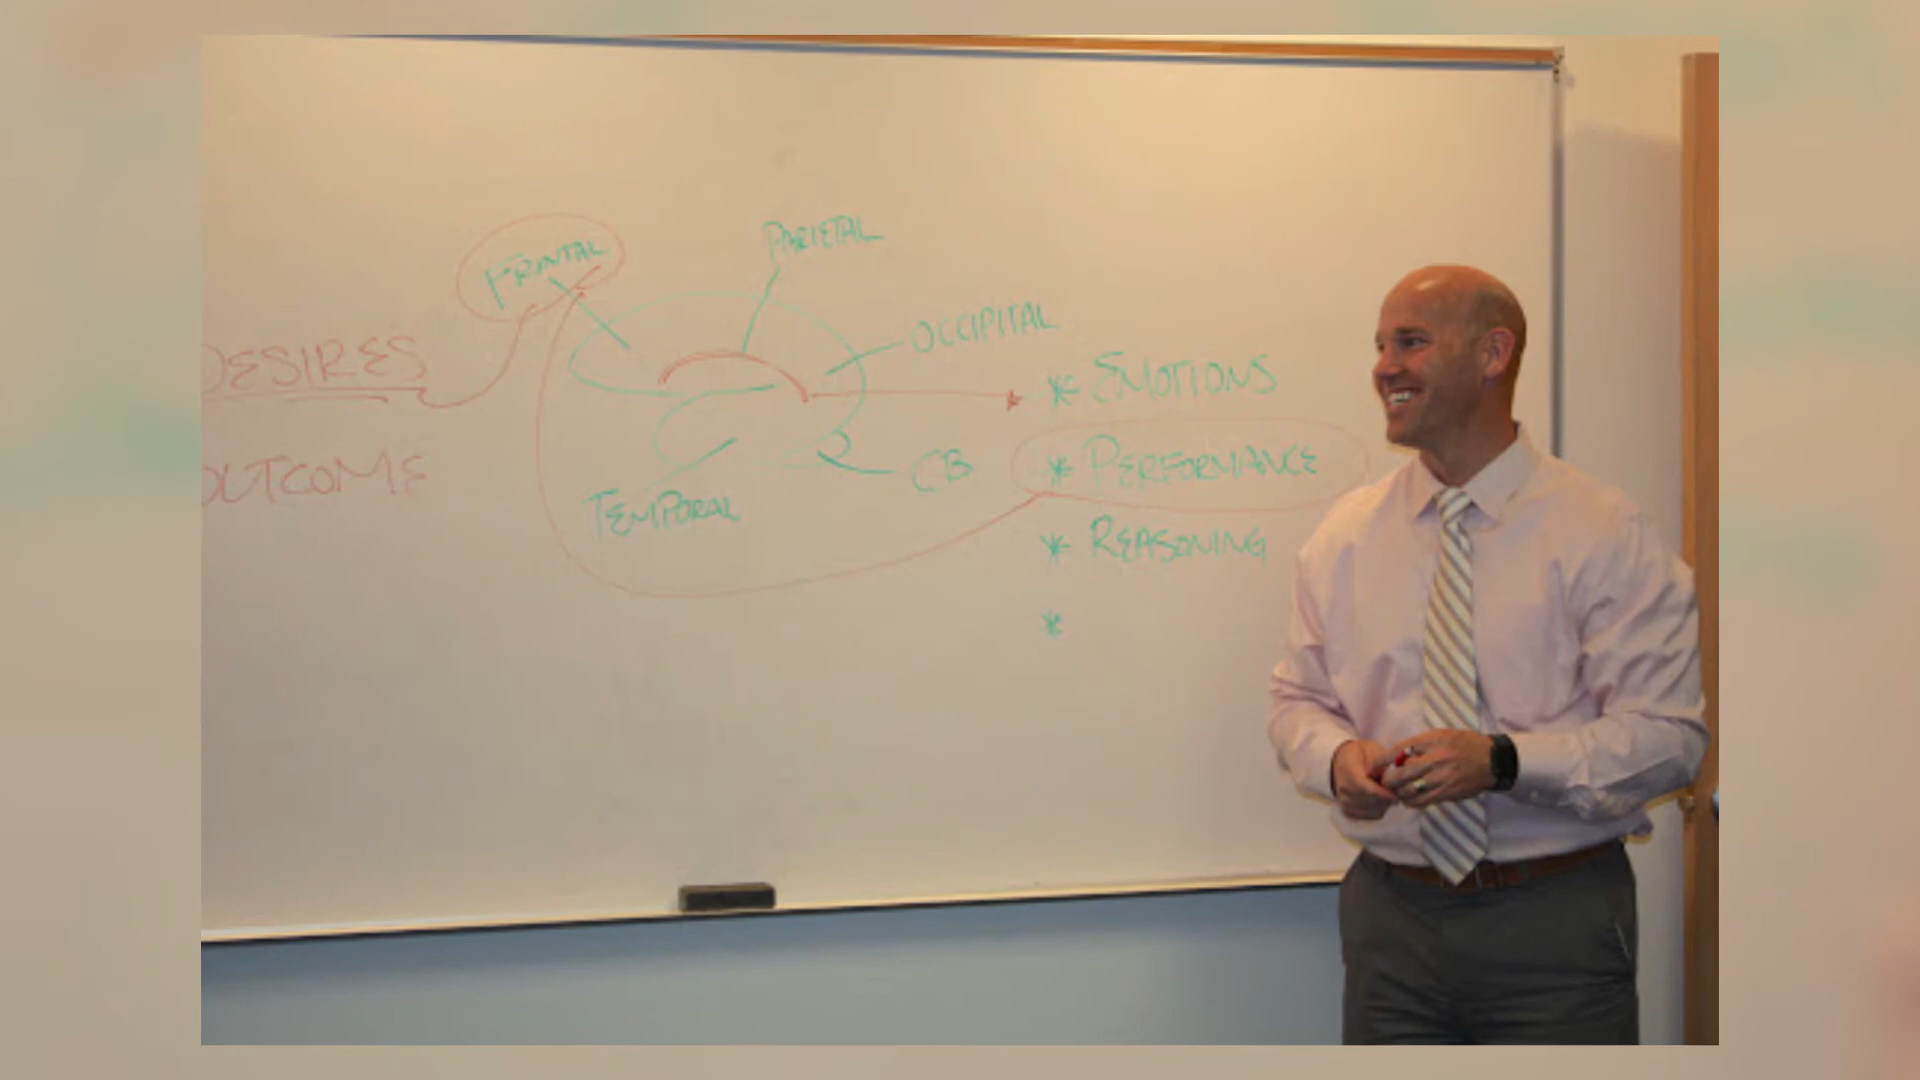 PARIETAL
FRONTAL
OCCIPITAL
DESIRES
* EMOTIONS
OUTCOME
CB
* PERFORMANCE
TEMPORAL
* REASONING
*